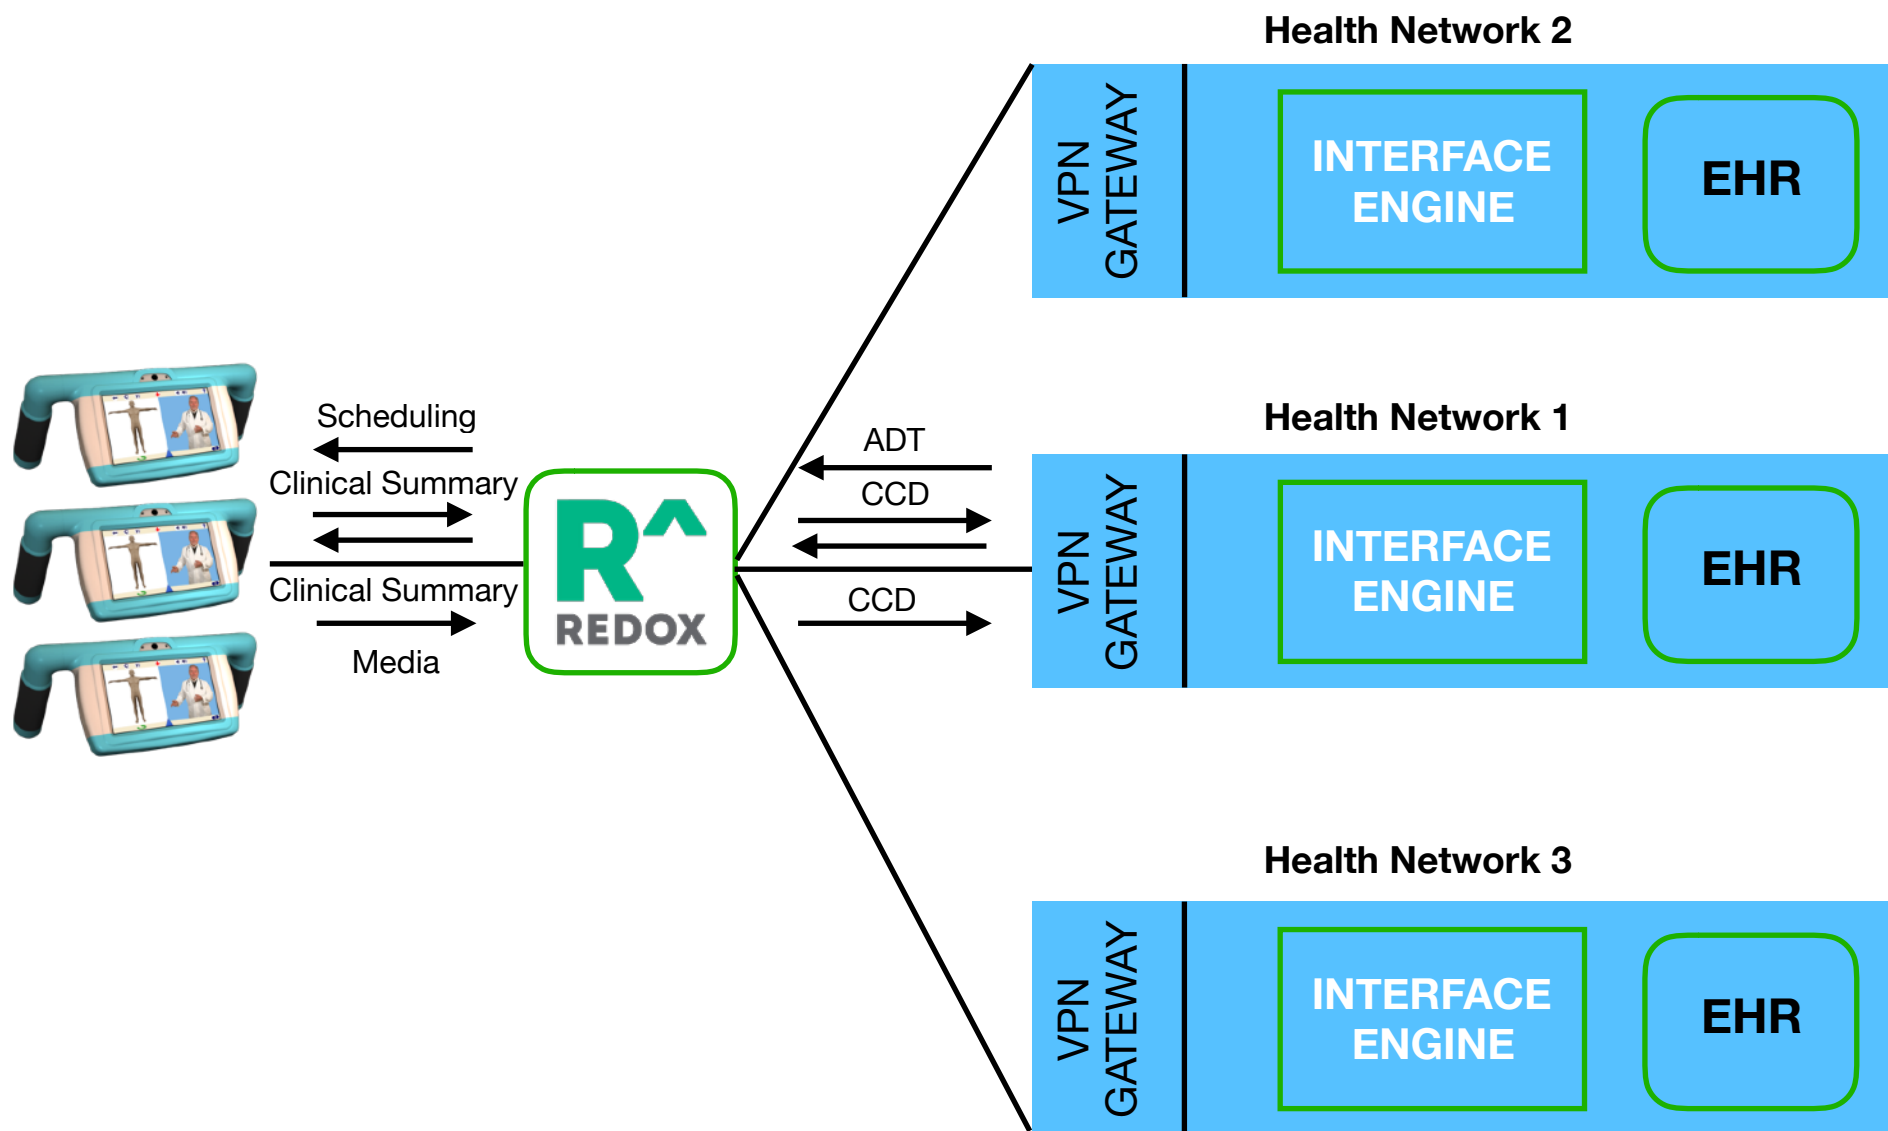 Health Network 2
VPN
GATEWAY
INTERFACE
ENGINE
EHR
Scheduling
Clinical Summary
Clinical Summary
Media
R^
REDOX
ADT
CCD
CCD
Health Network 1
VPN
GATEWAY
INTERFACE
ENGINE
EHR
Health Network 3
VPN
GATEWAY
INTERFACE
ENGINE
EHR